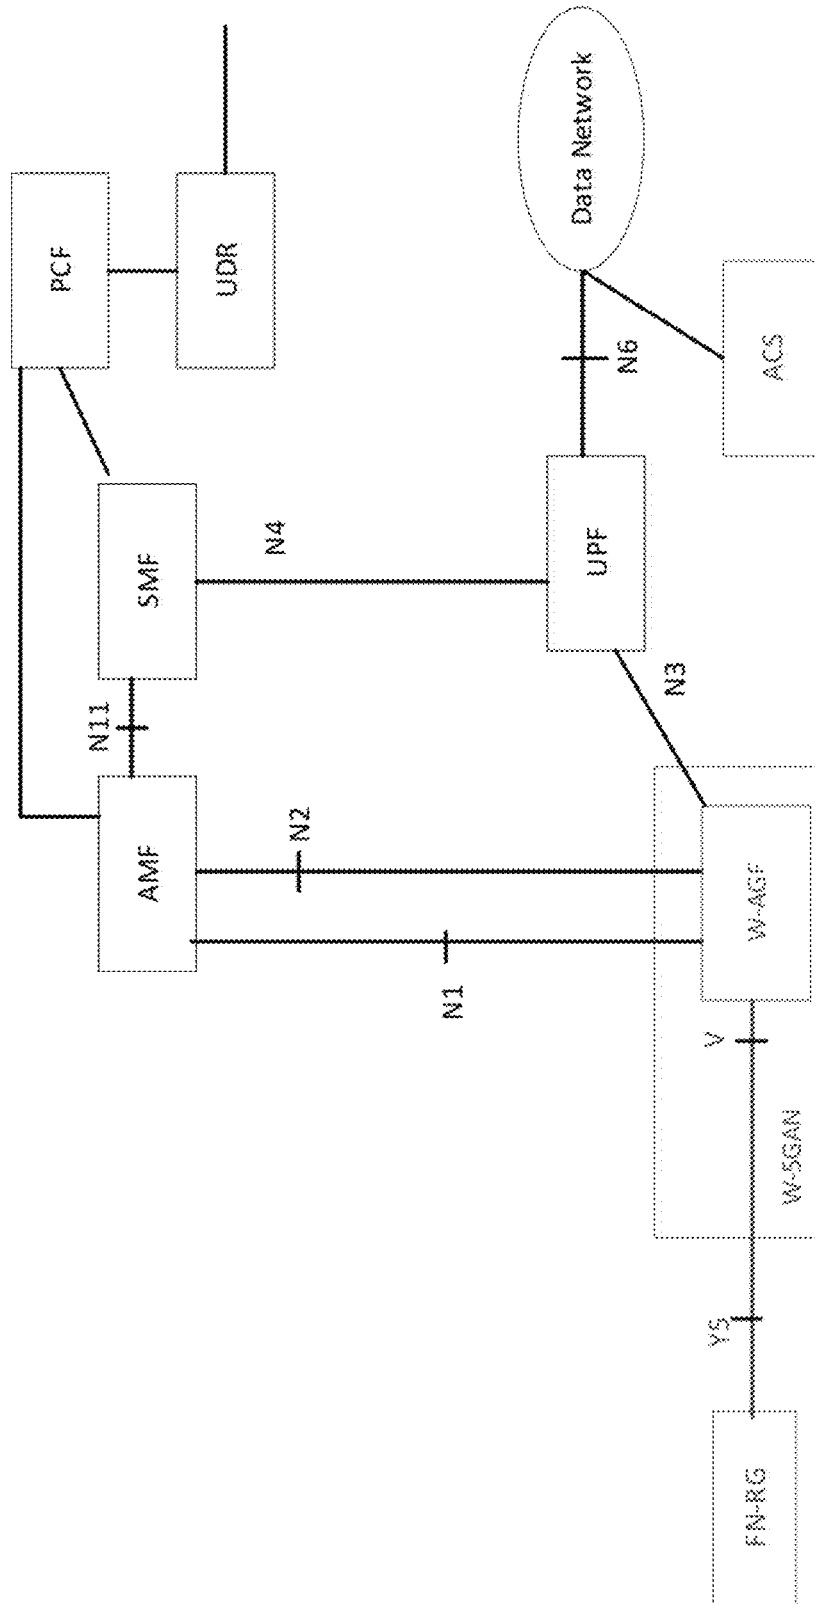 PCF
UDR
AMF
N11
SMF
N4
N2
N1
UPF
N6
Data Network
N3
ACS
FN-RG
Y5
V
W-5GAN
W-AGF